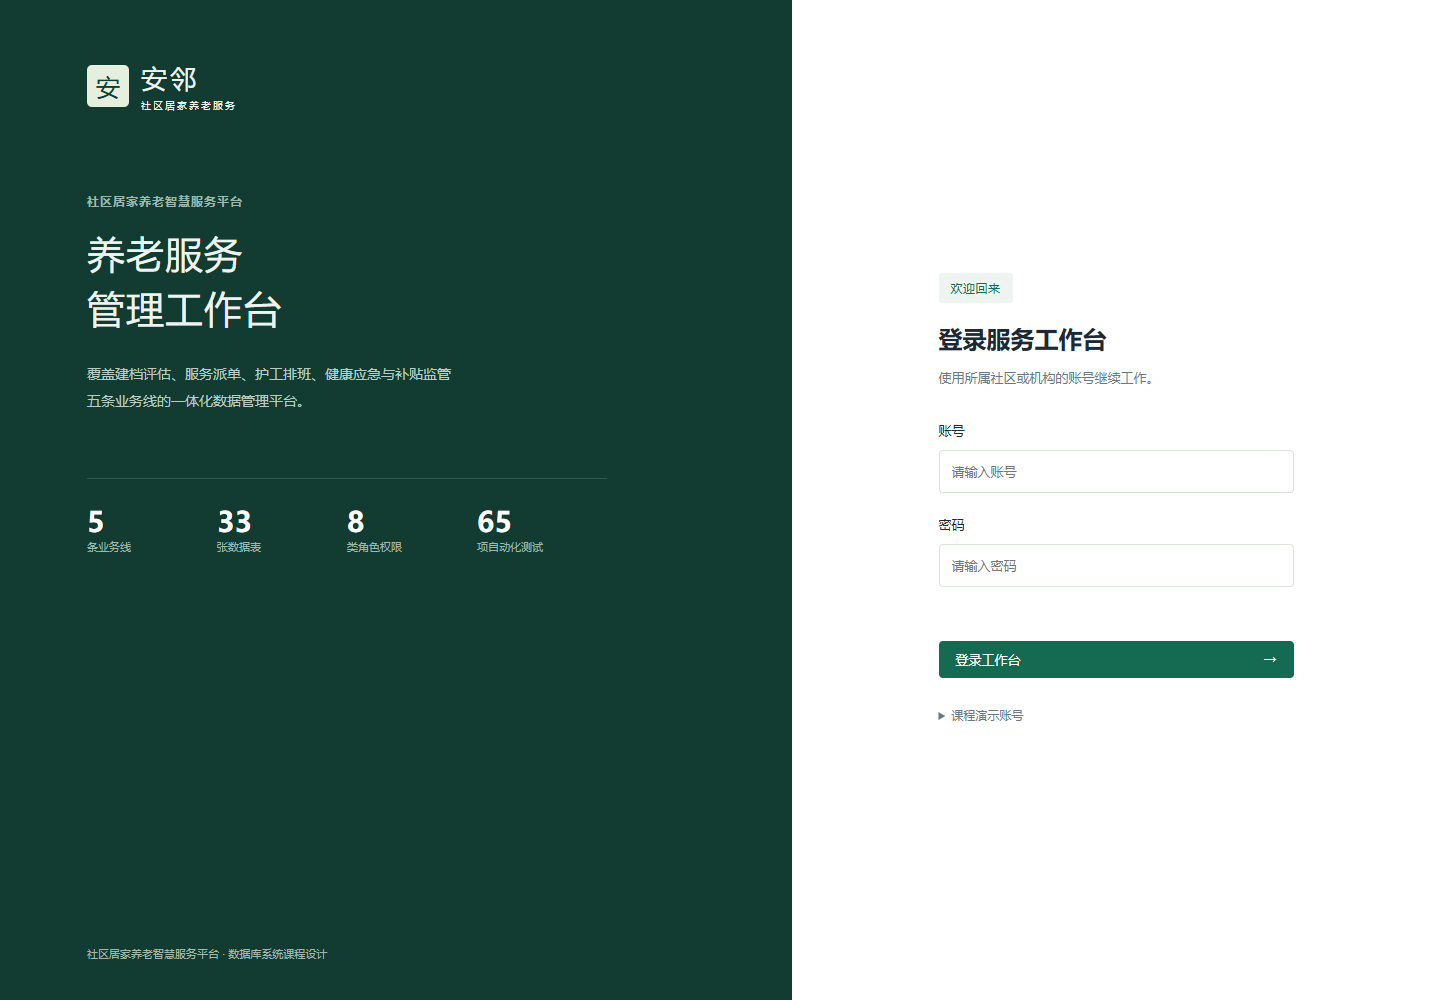 安
安邻
社区居家养老服务
社区居家养老智慧服务平台
养老服务
管理工作台
覆盖建档评估、服务派单、护工排班、健康应急与补贴监管
五条业务线的一体化数据管理平台。
5
条业务线
33
张数据表
8
类角色权限
65
项自动化测试
社区居家养老智慧服务平台 · 数据库系统课程设计
欢迎回来
登录服务工作台
使用所属社区或机构的账号继续工作。
账号
请输入账号
密码
请输入密码
登录工作台 →
▶ 课程演示账号